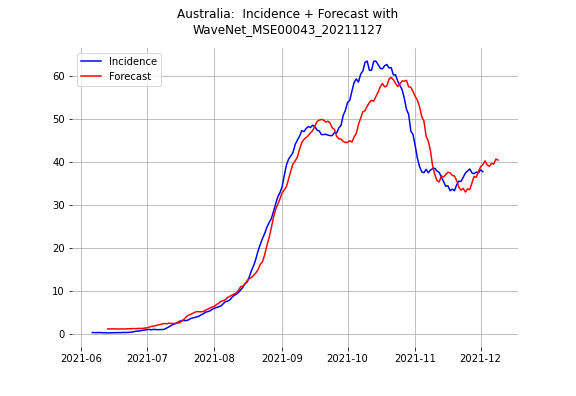 Australia:  Incidence + Forecast with
WaveNet_MSE00043_20211127
Incidence
Forecast
60
50
40
30
20
10
0
2021-06 2021-07 2021-08 2021-09 2021-10 2021-11 2021-12